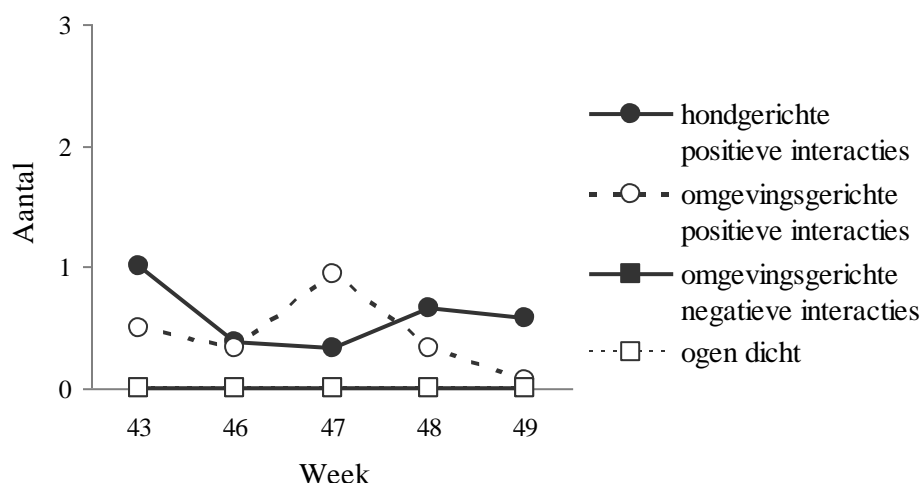 3
2
1
0
Aantal
43 46 47 48 49
Week
hondgerichte
positieve interacties
omgevingsgerichte
positieve interacties
omgevingsgerichte
negatieve interacties
ogen dicht